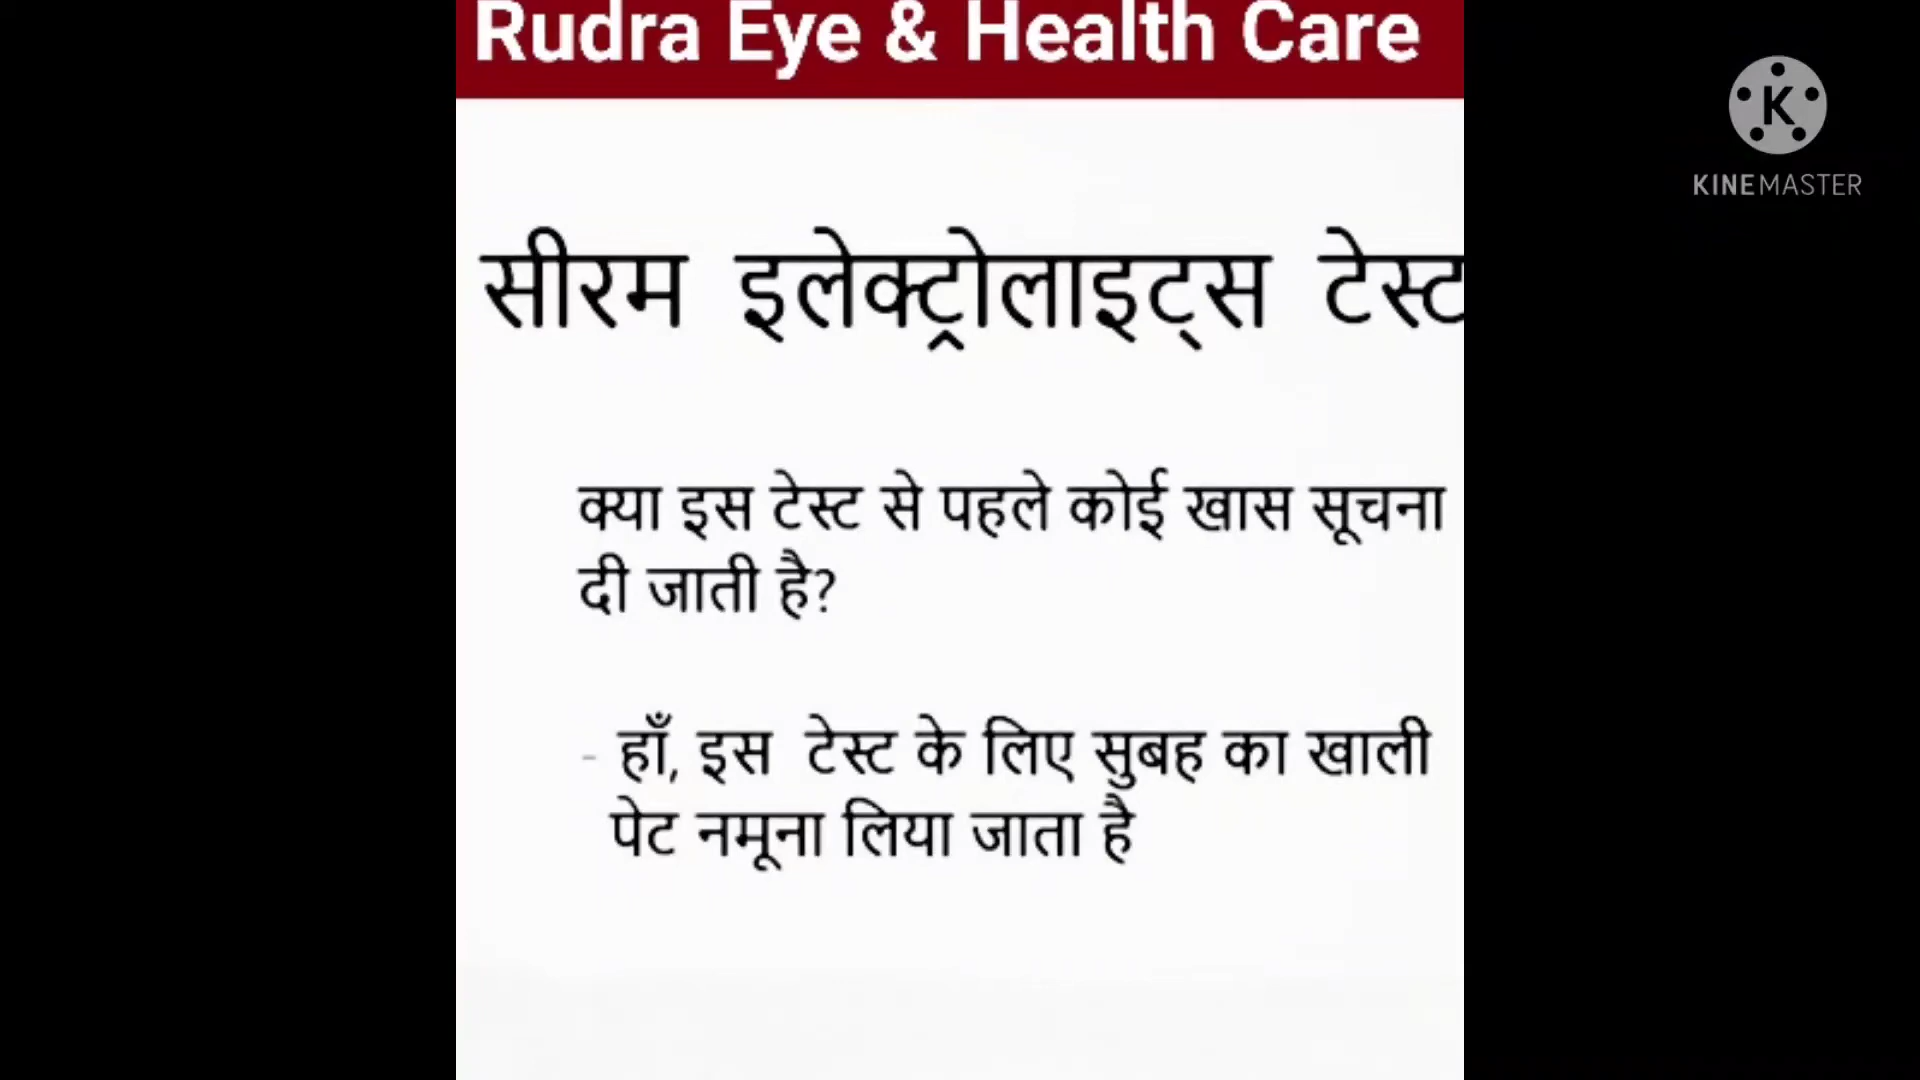 Rudra Eye & Health Care
KINEMASTER
सीरम इलेक्ट्रोलाइट्स टेस्ट
क्या इस टेस्ट से पहले कोई खास सूचना
दी जाती है?
- हाँ, इस टेस्ट के लिए सुबह का खाली
पेट नमूना लिया जाता है